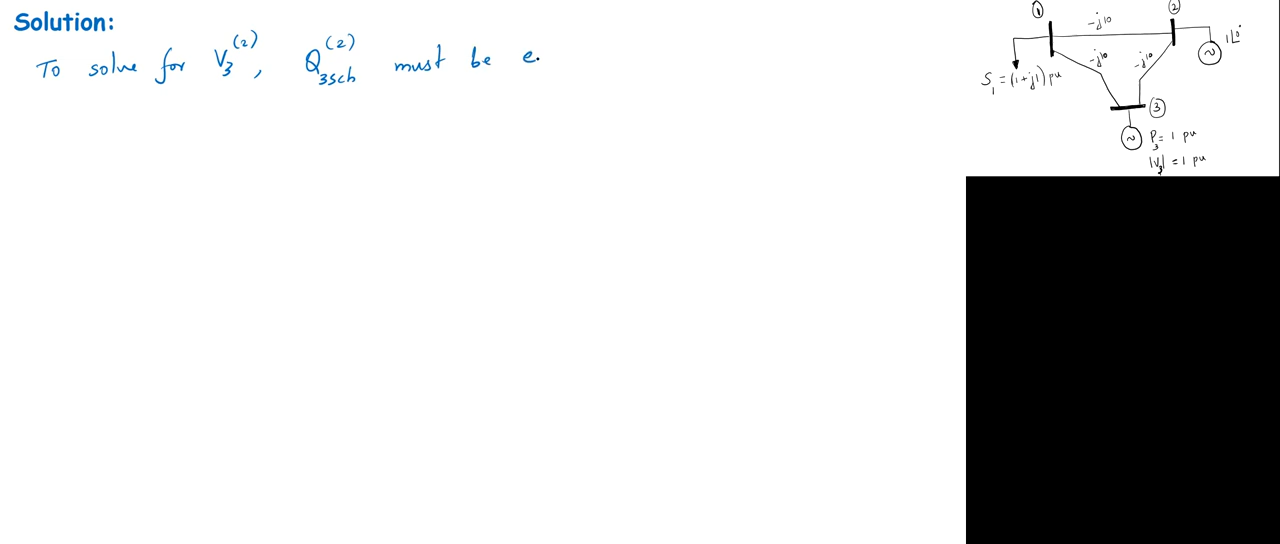 Solution:
To solve for V₃⁽²⁾, Q₃sch⁽²⁾ must be e
① -j10 ②
1∠0°
-j10 -j10
S₁ = (1+j1) pu
③
~ P₃ = 1 pu
|V₃| = 1 pu